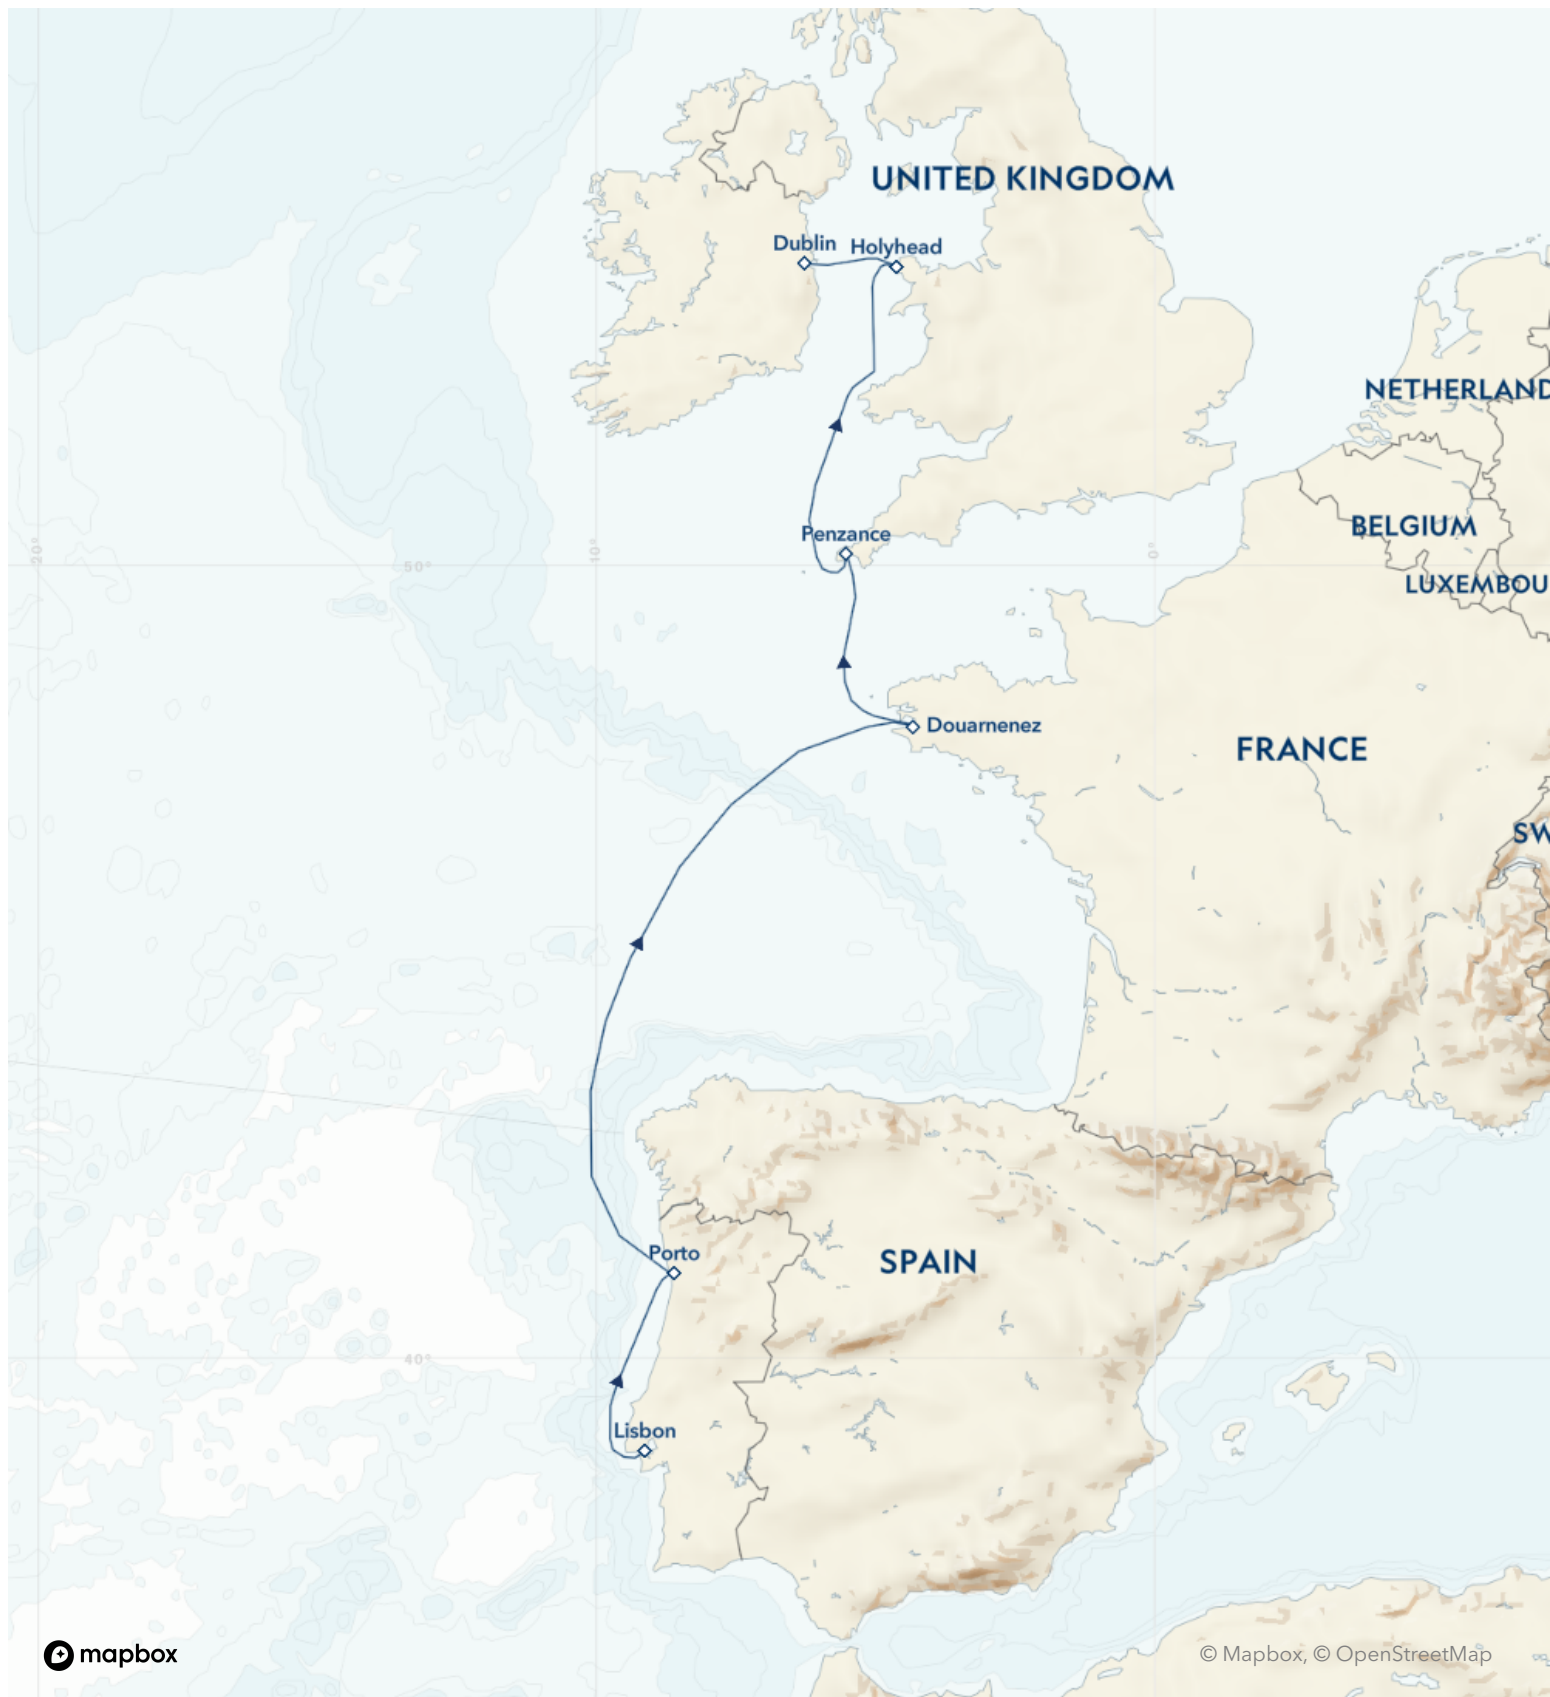 UNITED KINGDOM
Dublin
Holyhead
NETHERLAND
Penzance
BELGIUM
20°
10°
0°
50°
LUXEMBOU
Douarnenez
FRANCE
SW
Porto
SPAIN
40°
Lisbon
mapbox
© Mapbox, © OpenStreetMap